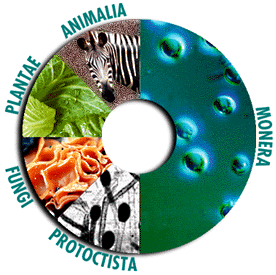 ANIMALIA
PLANTAE
FUNGI
PROTOCTISTA
MONERA